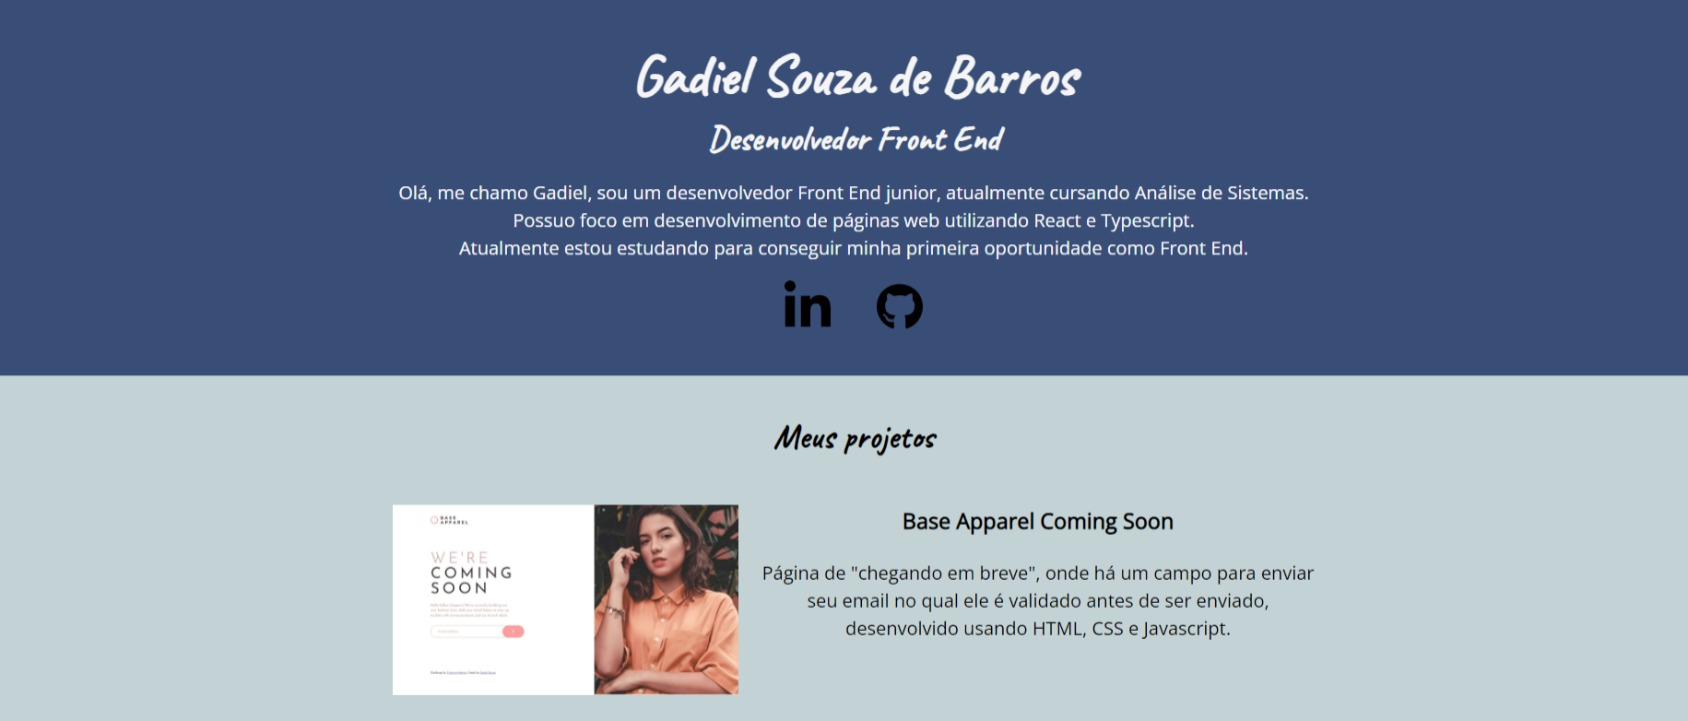 Gadiel Souza de Barros
Desenvolvedor Front End
Olá, me chamo Gadiel, sou um desenvolvedor Front End junior, atualmente cursando Análise de Sistemas.
Possuo foco em desenvolvimento de páginas web utilizando React e Typescript.
Atualmente estou estudando para conseguir minha primeira oportunidade como Front End.
in
Meus projetos
BASE
APPAREL
WE'RE
COMING
SOON
Base Apparel Coming Soon
Página de "chegando em breve", onde há um campo para enviar
seu email no qual ele é validado antes de ser enviado,
desenvolvido usando HTML, CSS e Javascript.